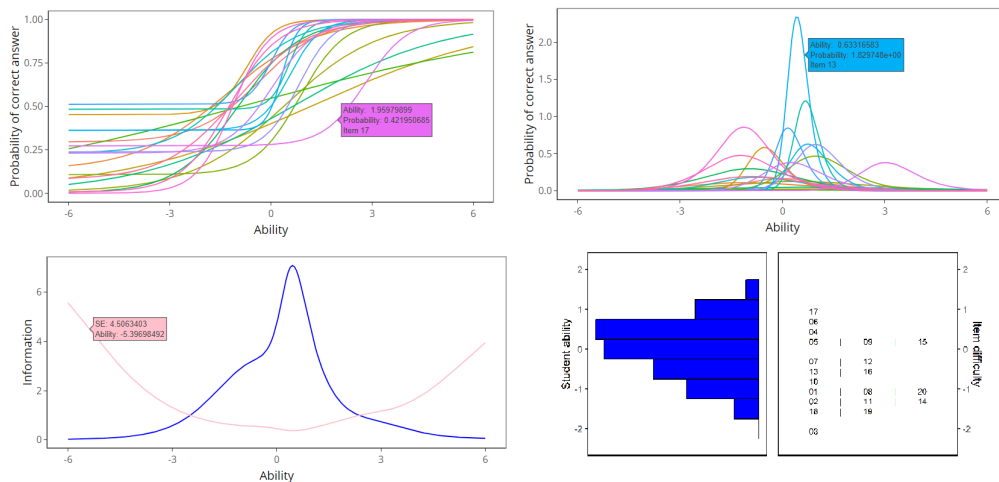 Probability of correct answer
1.00
0.75
0.50
0.25
0.00
Ability: 1.95979899
Probability: 0.421950685
Item 17
-6
-3
0
3
6
Ability
Probability of correct answer
2.0
1.5
1.0
0.5
0.0
Ability: 0.63316583
Probability: 1.829748e+00
Item 13
-6
-3
0
3
6
Ability
Information
6
4
2
0
SE: 4.5063403
Ability: -5.39698492
-6
-3
0
3
6
Ability
Student ability
2
1
0
-1
-2
17
06
04
05 | 09 | 15
07 | 12
13 | 16
10
01 | 08 | 20
02 | 11 | 14
18 | 19
03
2
1
0
-1
-2
Item difficulty